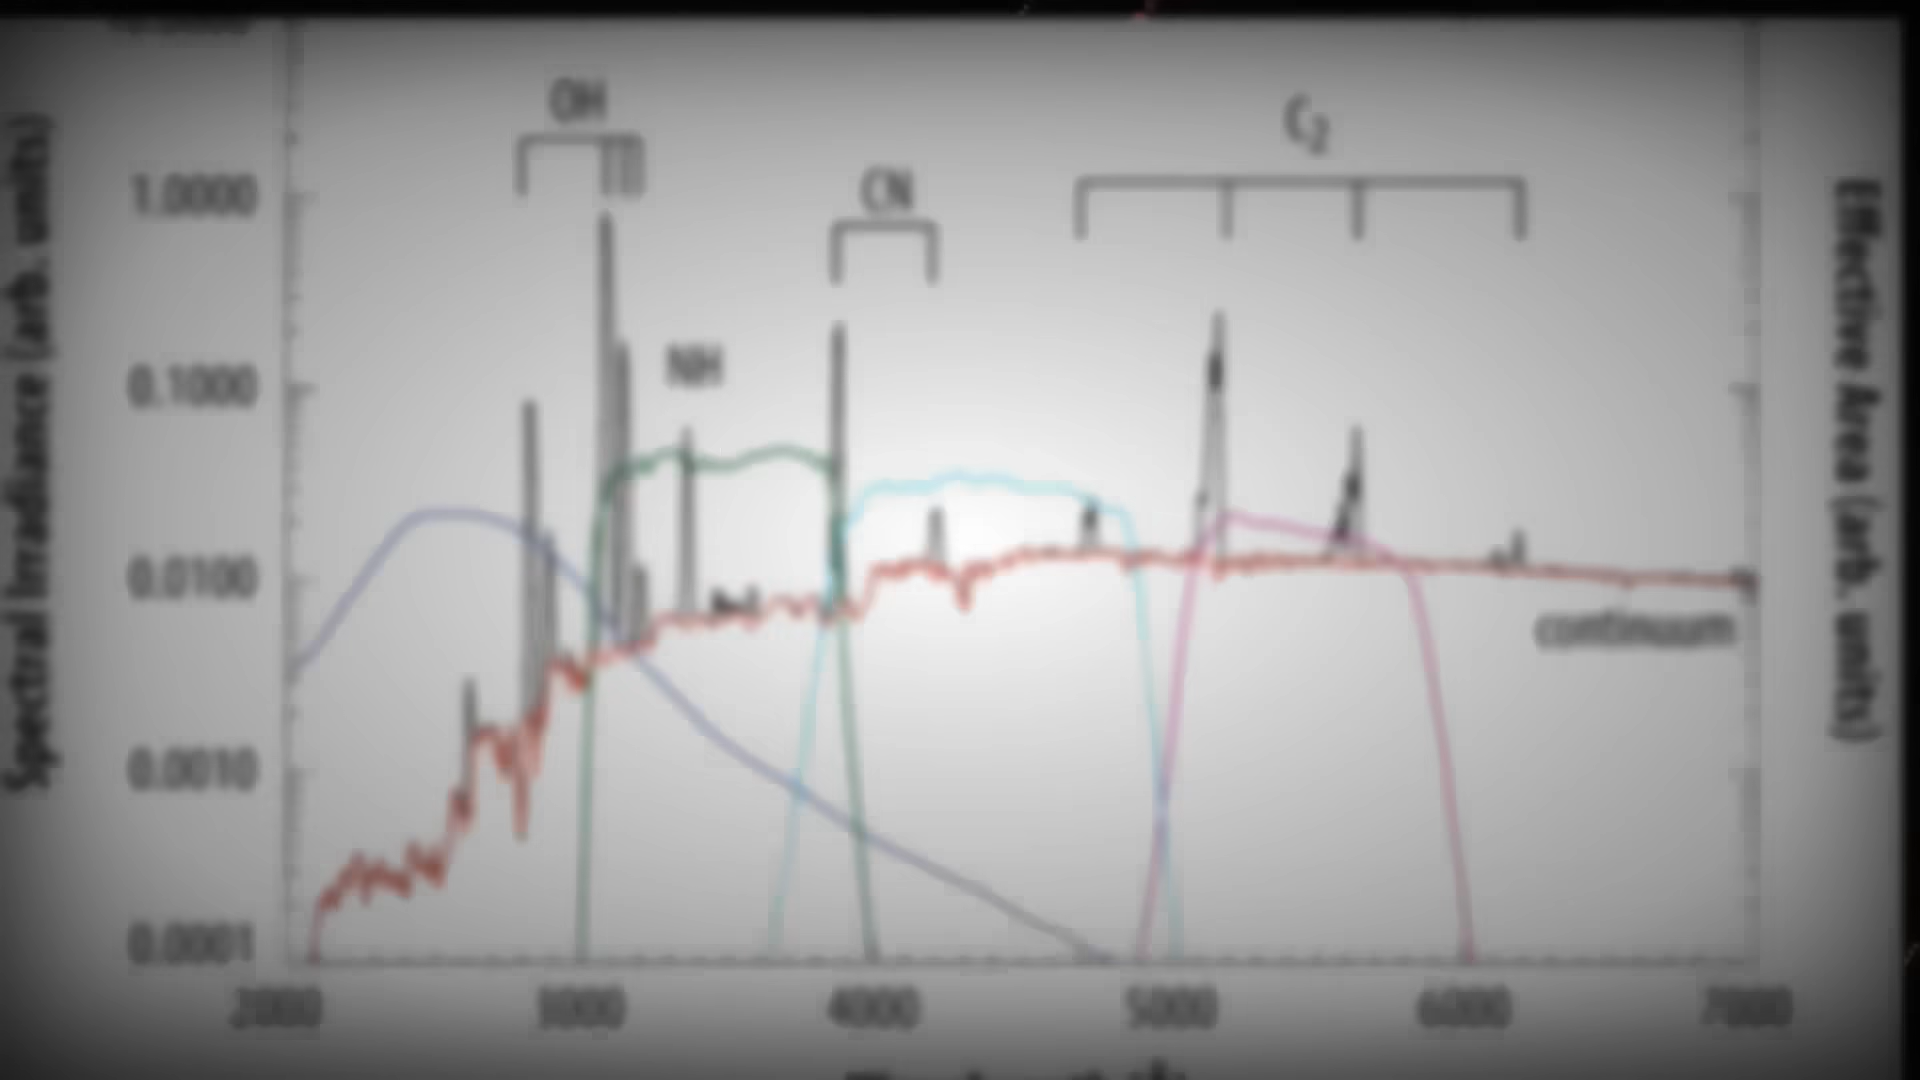 OH
C2
CN
NH
1.0000
0.1000
0.0100
0.0010
0.0001
Spectral Irradiance (arb. units)
Effective Area (arb. units)
continuum
2000
3000
4000
5000
6000
7000